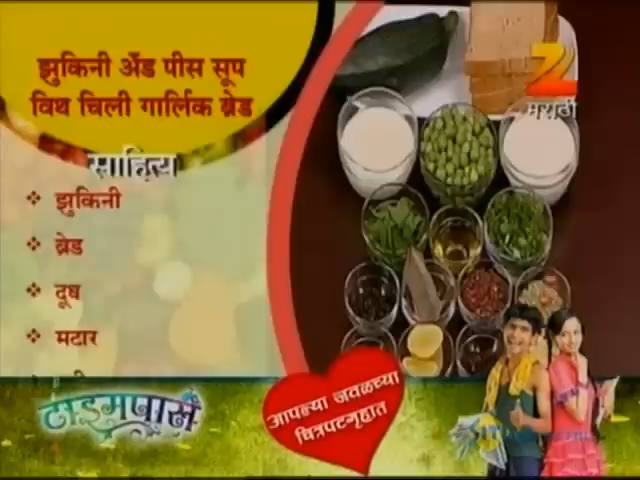 झुकिनी अँड पीस सूप
विथ चिली गार्लिक ब्रेड
साहित्य
झुकिनी
ब्रेड
दूध
मटार
मराठी
टाइमपास
आपल्या जवळच्या
चित्रपटगृहात